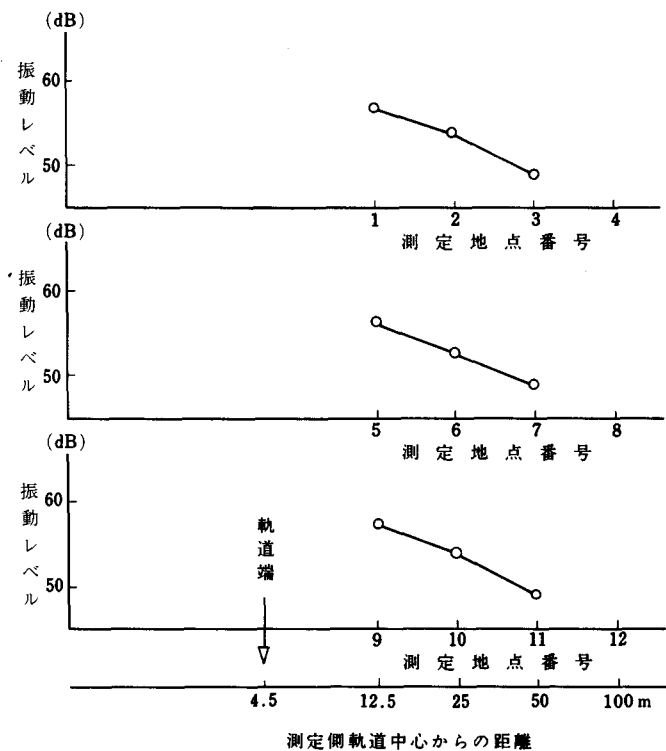 (dB)
振動レベル
60
50
1 2 3 4
測定地点番号
(dB)
振動レベル
60
50
5 6 7 8
測定地点番号
(dB)
振動レベル
60
50
軌道端
9 10 11 12
測定地点番号
4.5 12.5 25 50 100m
測定側軌道中心からの距離